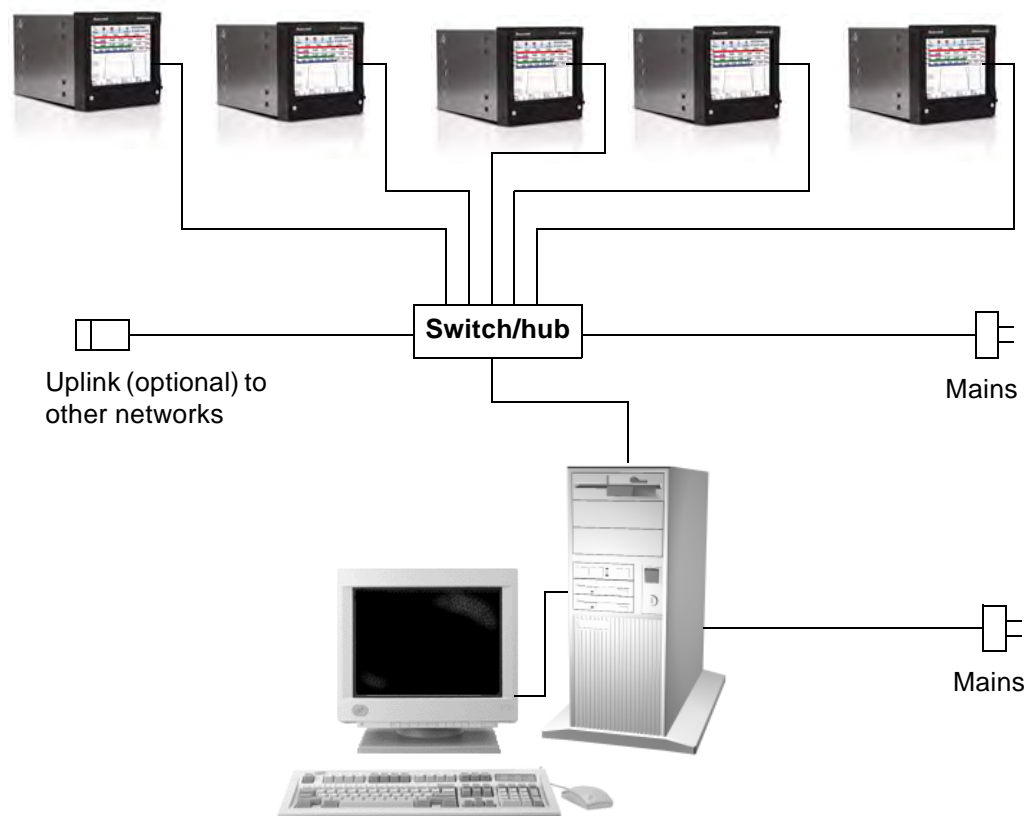 Switch/hub
Uplink (optional) to
other networks
Mains
Mains